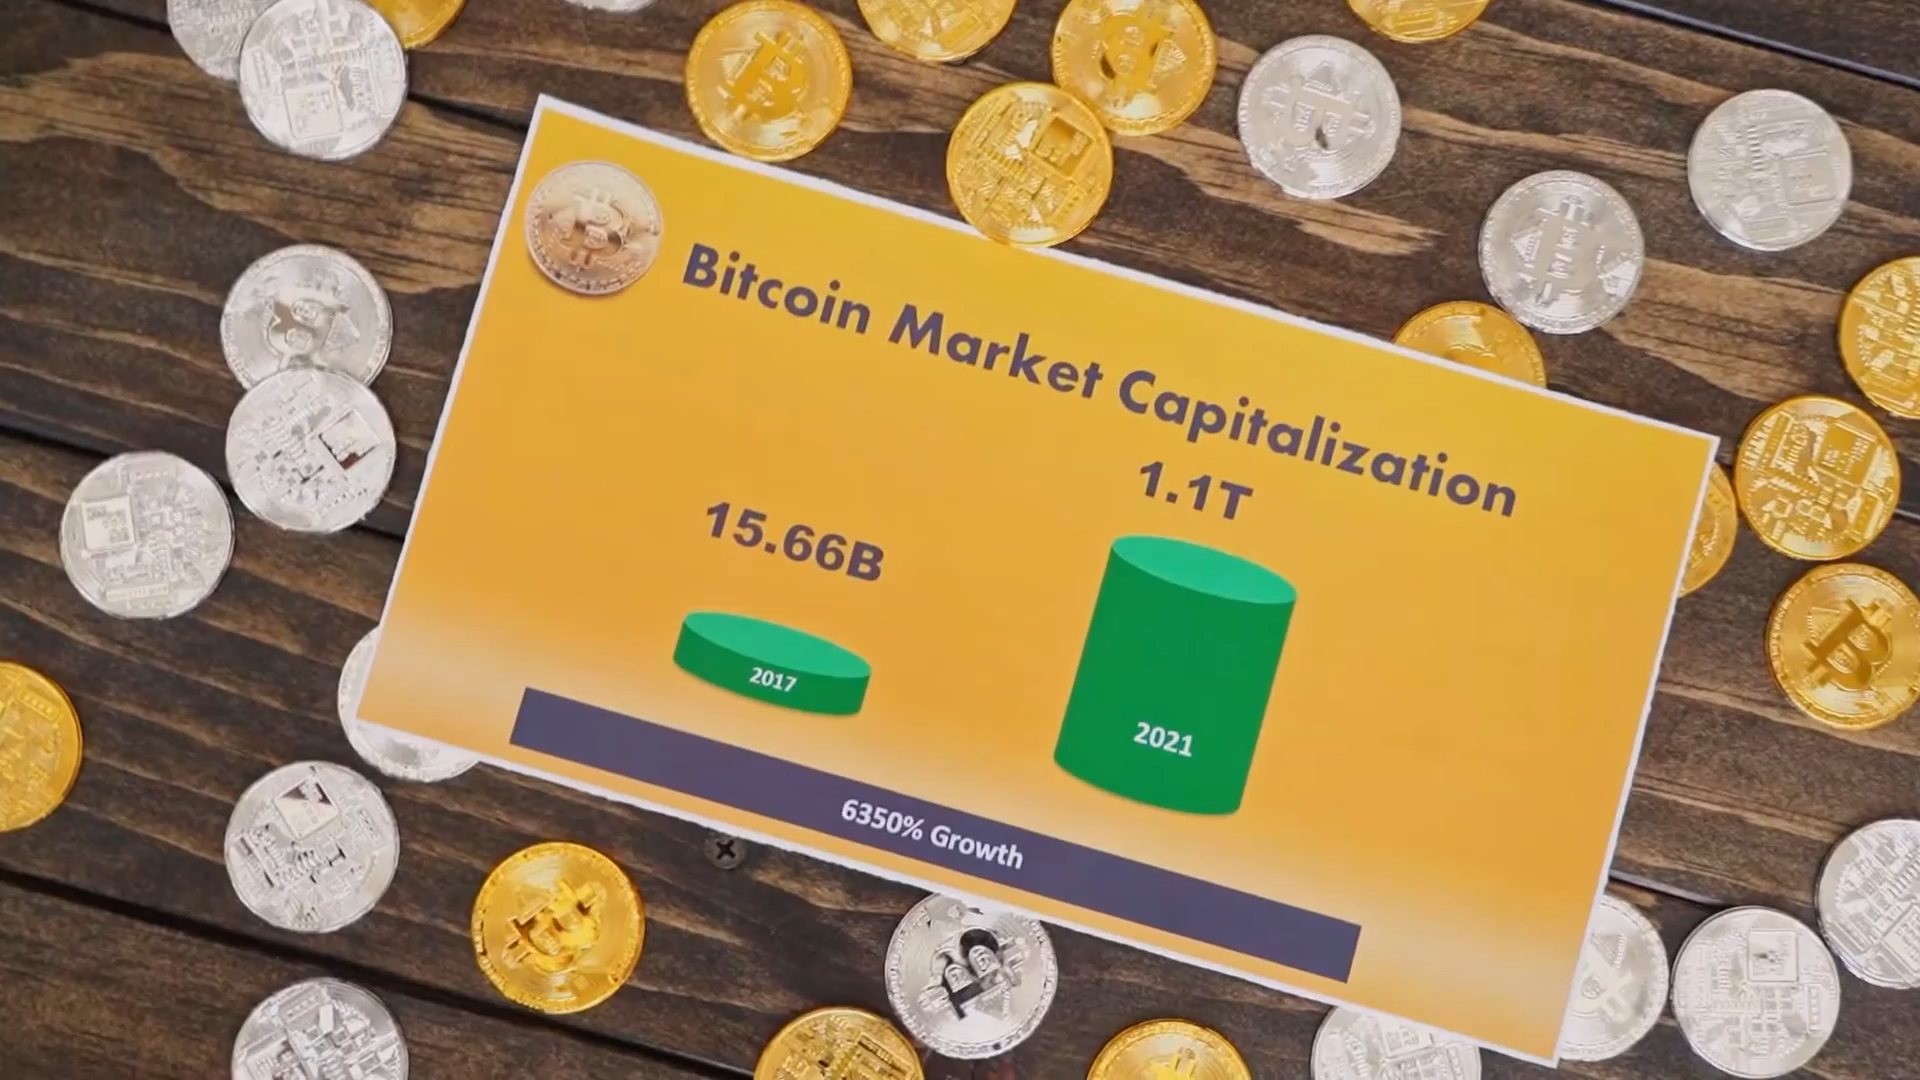 Bitcoin Market Capitalization
15.66B
1.1T
2017
2021
6350% Growth